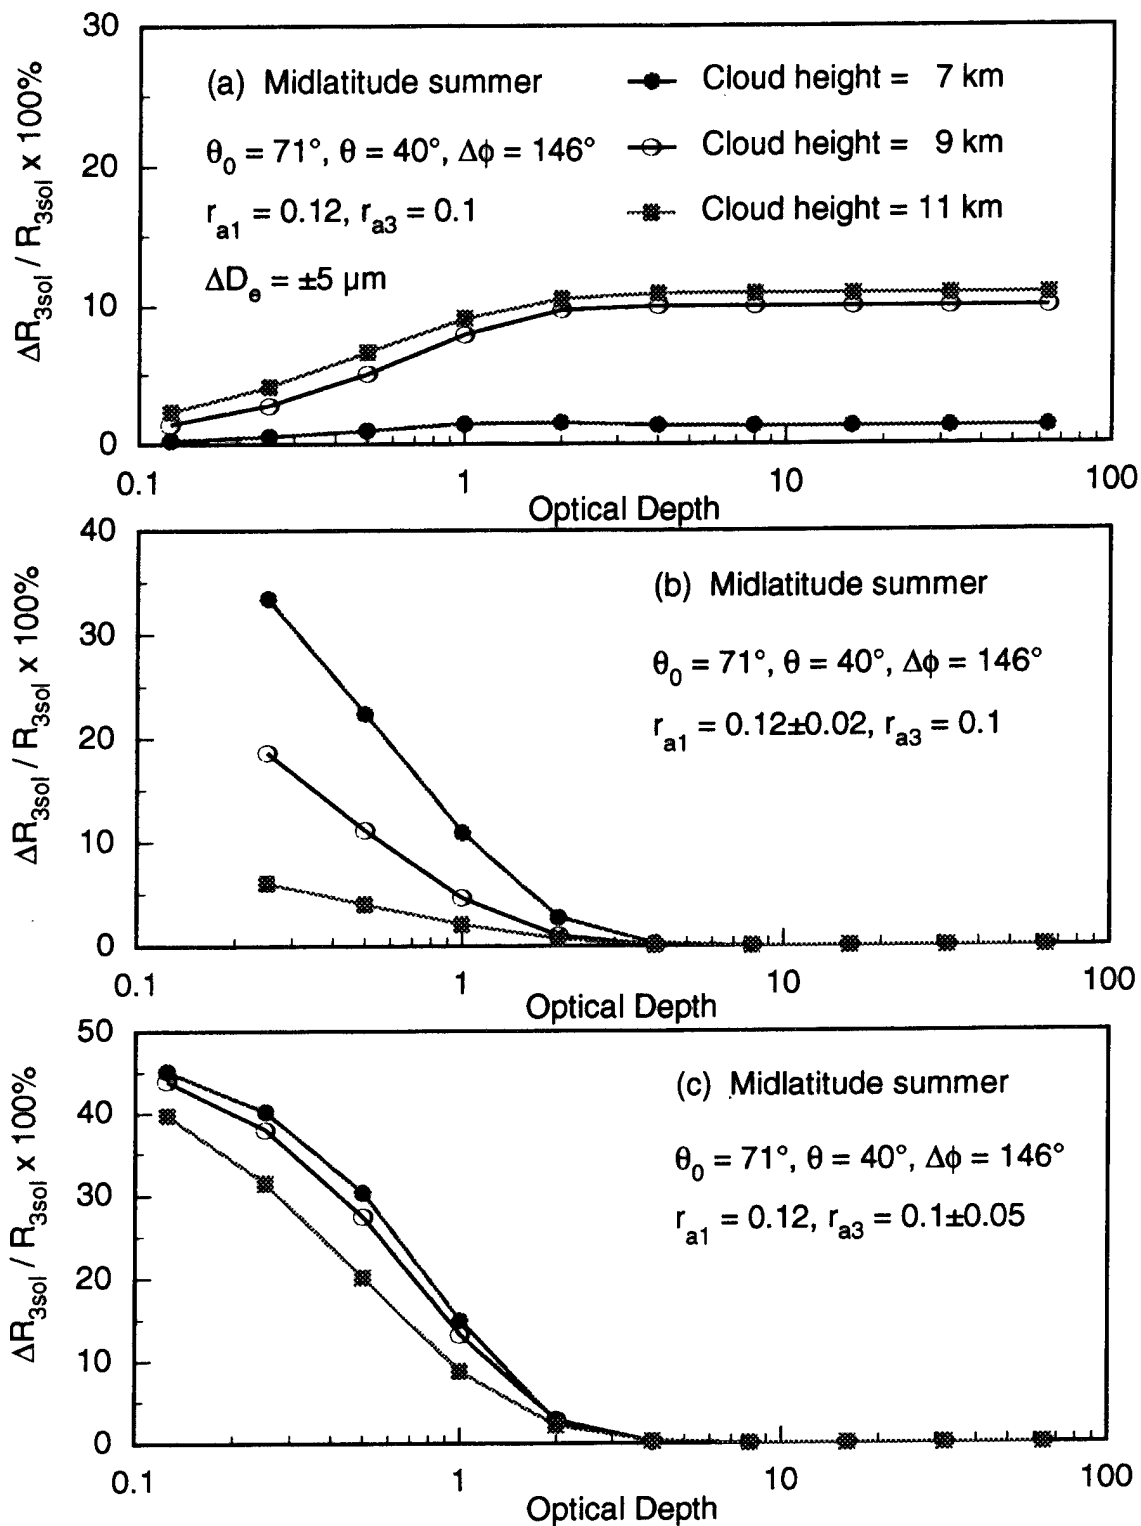 30
20
10
0
ΔR3sol / R3sol x 100%
(a) Midlatitude summer
θ0 = 71°, θ = 40°, Δϕ = 146°
ra1 = 0.12, ra3 = 0.1
ΔDe = ±5 µm
Cloud height = 7 km
Cloud height = 9 km
Cloud height = 11 km
0.1 1 10 100
Optical Depth
40
30
20
10
0
ΔR3sol / R3sol x 100%
(b) Midlatitude summer
θ0 = 71°, θ = 40°, Δϕ = 146°
ra1 = 0.12±0.02, ra3 = 0.1
0.1 1 10 100
Optical Depth
50
40
30
20
10
0
ΔR3sol / R3sol x 100%
(c) Midlatitude summer
θ0 = 71°, θ = 40°, Δϕ = 146°
ra1 = 0.12, ra3 = 0.1±0.05
0.1 1 10 100
Optical Depth